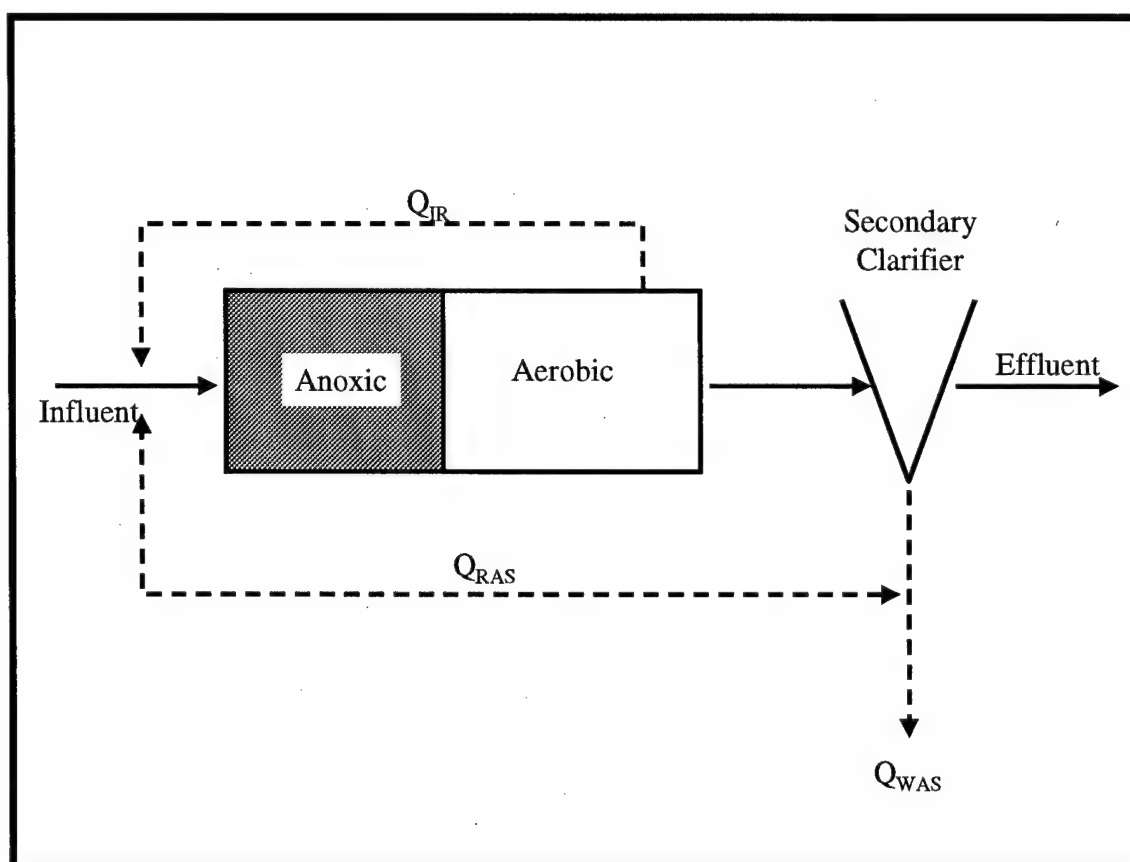 Q_IR
Secondary
Clarifier
Anoxic
Aerobic
Effluent
Influent
Q_RAS
Q_WAS